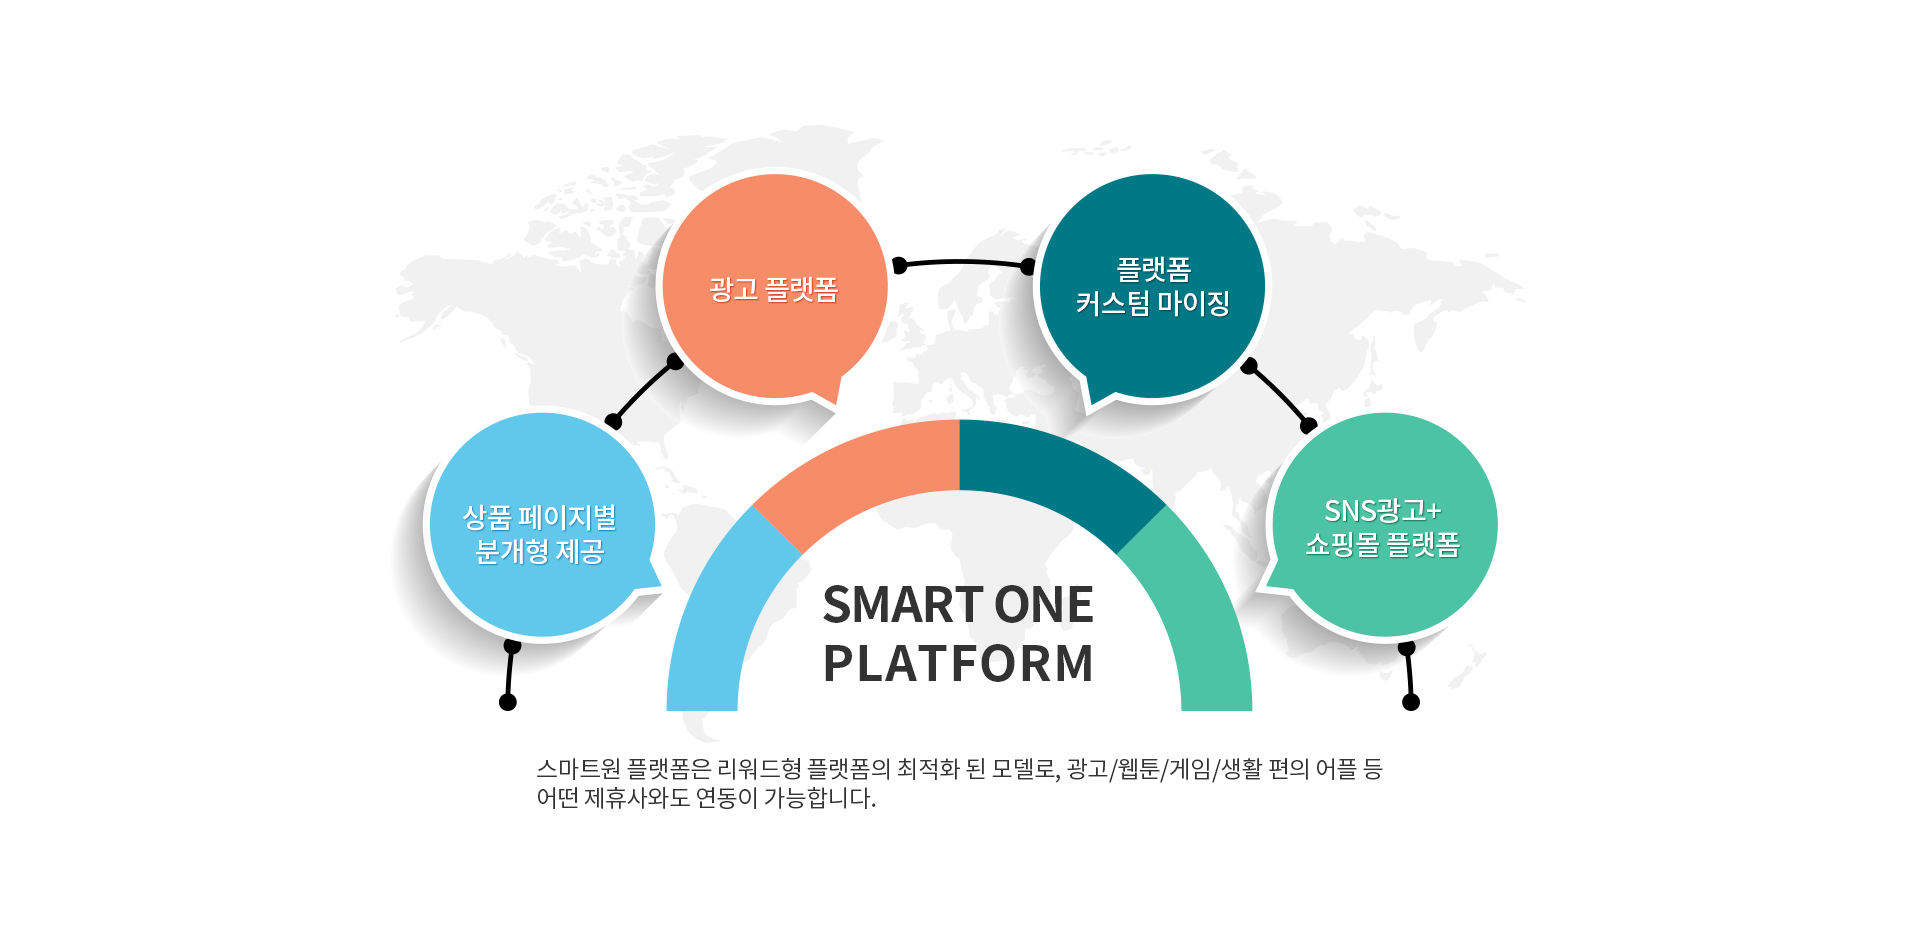 광고 플랫폼
플랫폼
커스텀 마이징
상품 페이지별
분개형 제공
SNS광고+
쇼핑몰 플랫폼
SMART ONE
PLATFORM
스마트원 플랫폼은 리워드형 플랫폼의 최적화 된 모델로, 광고/웹툰/게임/생활 편의 어플 등
어떤 제휴사와도 연동이 가능합니다.